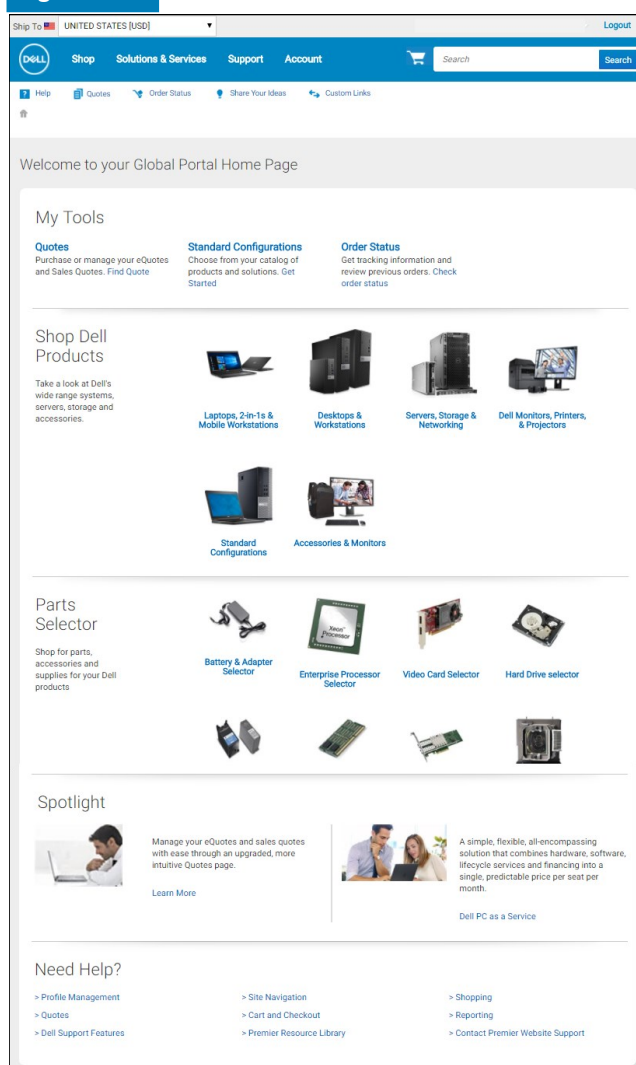 Ship To UNITED STATES [USD] Logout
DELL Shop Solutions & Services Support Account Search Search
Help Quotes Order Status Share Your Ideas Custom Links
Welcome to your Global Portal Home Page
My Tools
Quotes
Purchase or manage your eQuotes
and Sales Quotes. Find Quote
Standard Configurations
Choose from your catalog of
products and solutions. Get
Started
Order Status
Get tracking information and
review previous orders. Check
order status
Shop Dell
Products
Take a look at Dell's
wide range systems,
servers, storage and
accessories.
Laptops, 2-in-1s &
Mobile Workstations
Desktops &
Workstations
Servers, Storage &
Networking
Dell Monitors, Printers,
& Projectors
Standard
Configurations
Accessories & Monitors
Parts
Selector
Shop for parts,
accessories and
supplies for your Dell
products
Battery & Adapter
Selector
Xeon
Processor
Enterprise Processor
Selector
Video Card Selector
Hard Drive selector
Spotlight
Manage your eQuotes and sales quotes
with ease through an upgraded, more
intuitive Quotes page.
Learn More
A simple, flexible, all-encompassing
solution that combines hardware, software,
lifecycle services and financing into a
single, predictable price per seat per
month.
Dell PC as a Service
Need Help?
> Profile Management > Site Navigation > Shopping
> Quotes > Cart and Checkout > Reporting
> Dell Support Features > Premier Resource Library > Contact Premier Website Support